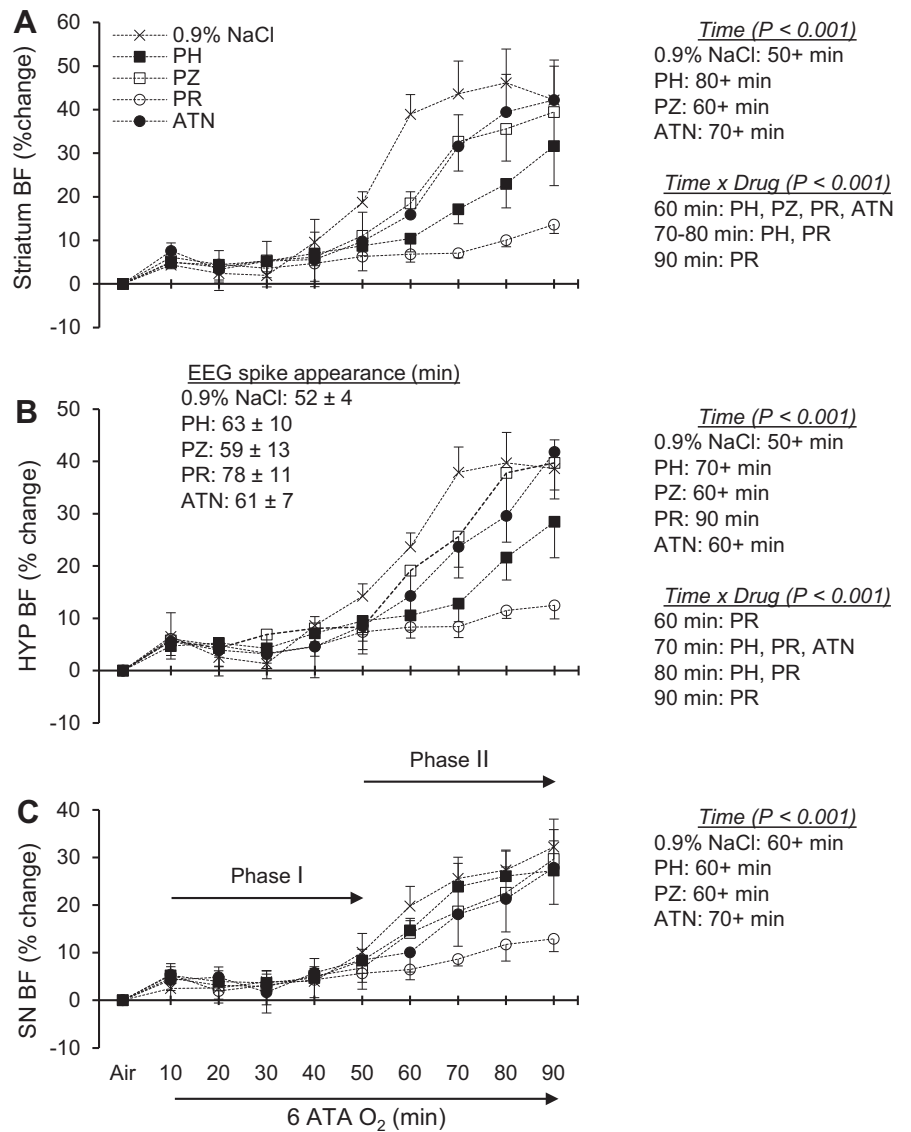 A
Striatum BF (%change)
60
50
40
30
20
10
0
-10
0.9% NaCl
PH
PZ
PR
ATN
Time (P < 0.001)
0.9% NaCl: 50+ min
PH: 80+ min
PZ: 60+ min
ATN: 70+ min
Time x Drug (P < 0.001)
60 min: PH, PZ, PR, ATN
70-80 min: PH, PR
90 min: PR
B
HYP BF (% change)
50
40
30
20
10
0
-10
EEG spike appearance (min)
0.9% NaCl: 52 ± 4
PH: 63 ± 10
PZ: 59 ± 13
PR: 78 ± 11
ATN: 61 ± 7
Time (P < 0.001)
0.9% NaCl: 50+ min
PH: 70+ min
PZ: 60+ min
PR: 90 min
ATN: 60+ min
Time x Drug (P < 0.001)
60 min: PR
70 min: PH, PR, ATN
80 min: PH, PR
90 min: PR
Phase II
C
SN BF (% change)
40
30
20
10
0
-10
Phase I
Time (P < 0.001)
0.9% NaCl: 60+ min
PH: 60+ min
PZ: 60+ min
ATN: 70+ min
Air 10 20 30 40 50 60 70 80 90
6 ATA O₂ (min)